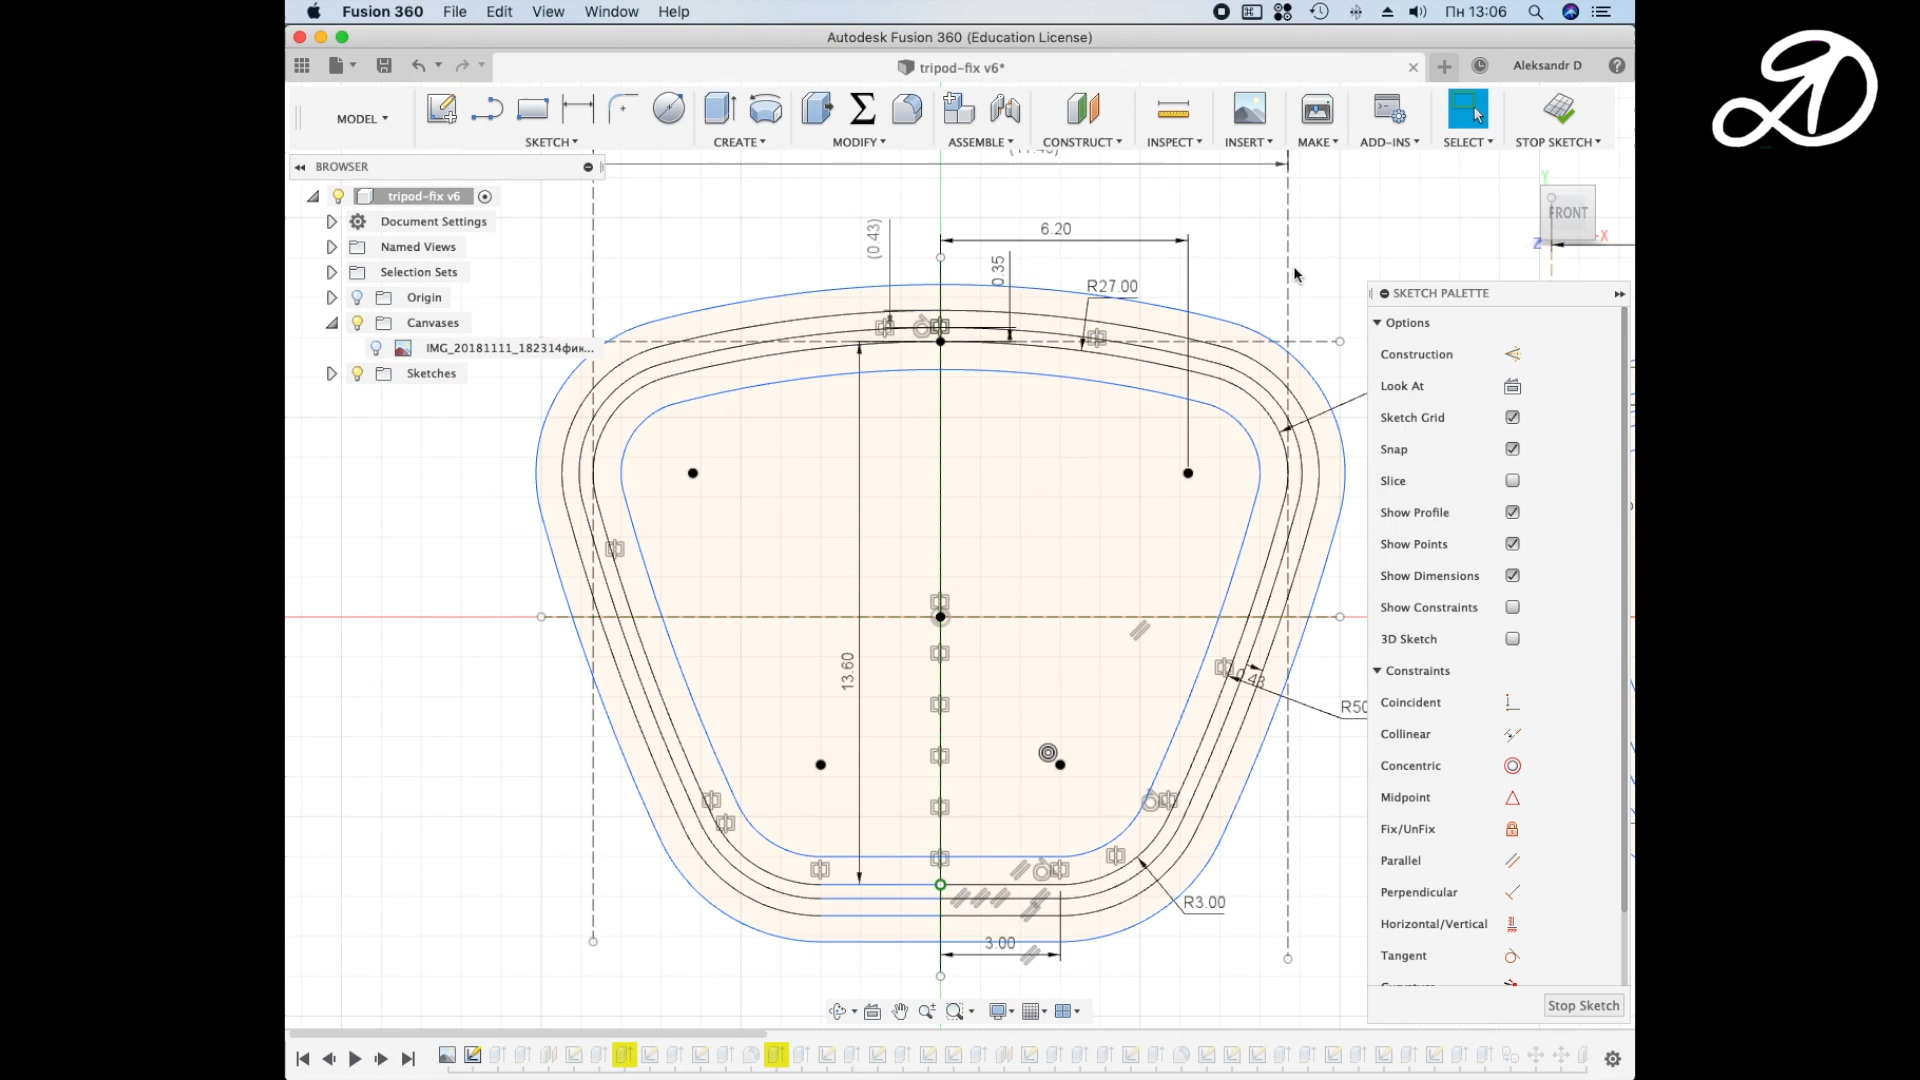 Fusion 360 File Edit View Window Help Пн 13:06
Autodesk Fusion 360 (Education License)
tripod-fix v6* Aleksandr D
MODEL
SKETCH CREATE MODIFY ASSEMBLE CONSTRUCT INSPECT INSERT MAKE ADD-INS SELECT STOP SKETCH
BROWSER
tripod-fix v6
Document Settings
Named Views
Selection Sets
Origin
Canvases
IMG_20181111_182314фик...
Sketches
FRONT
Y
X
Z
(0.43)
6.20
0.35
R27.00
13.60
0.43
R50
R3.00
3.00
SKETCH PALETTE
Options
Construction
Look At
Sketch Grid
Snap
Slice
Show Profile
Show Points
Show Dimensions
Show Constraints
3D Sketch
Constraints
Coincident
Collinear
Concentric
Midpoint
Fix/UnFix
Parallel
Perpendicular
Horizontal/Vertical
Tangent
Stop Sketch